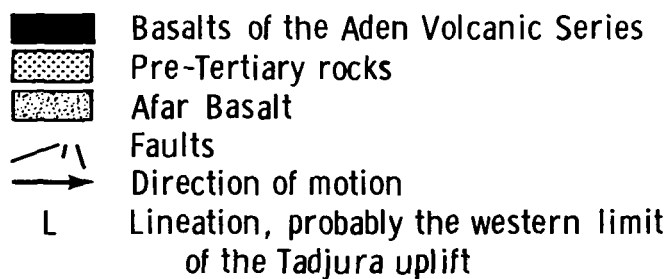 Basalts of the Aden Volcanic Series
Pre-Tertiary rocks
Afar Basalt
Faults
Direction of motion
L Lineation, probably the western limit
of the Tadjura uplift